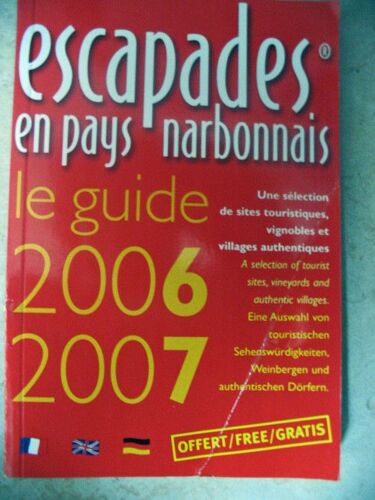 escapades®
en pays narbonnais
le guide
2006
2007
Une sélection
de sites touristiques,
vignobles et
villages authentiques
A selection of tourist
sites, vineyards and
authentic villages.
Eine Auswahl von
touristischen
Sehenswürdigkeiten,
Weinbergen und
authentischen Dörfern.
OFFERT/FREE/GRATIS